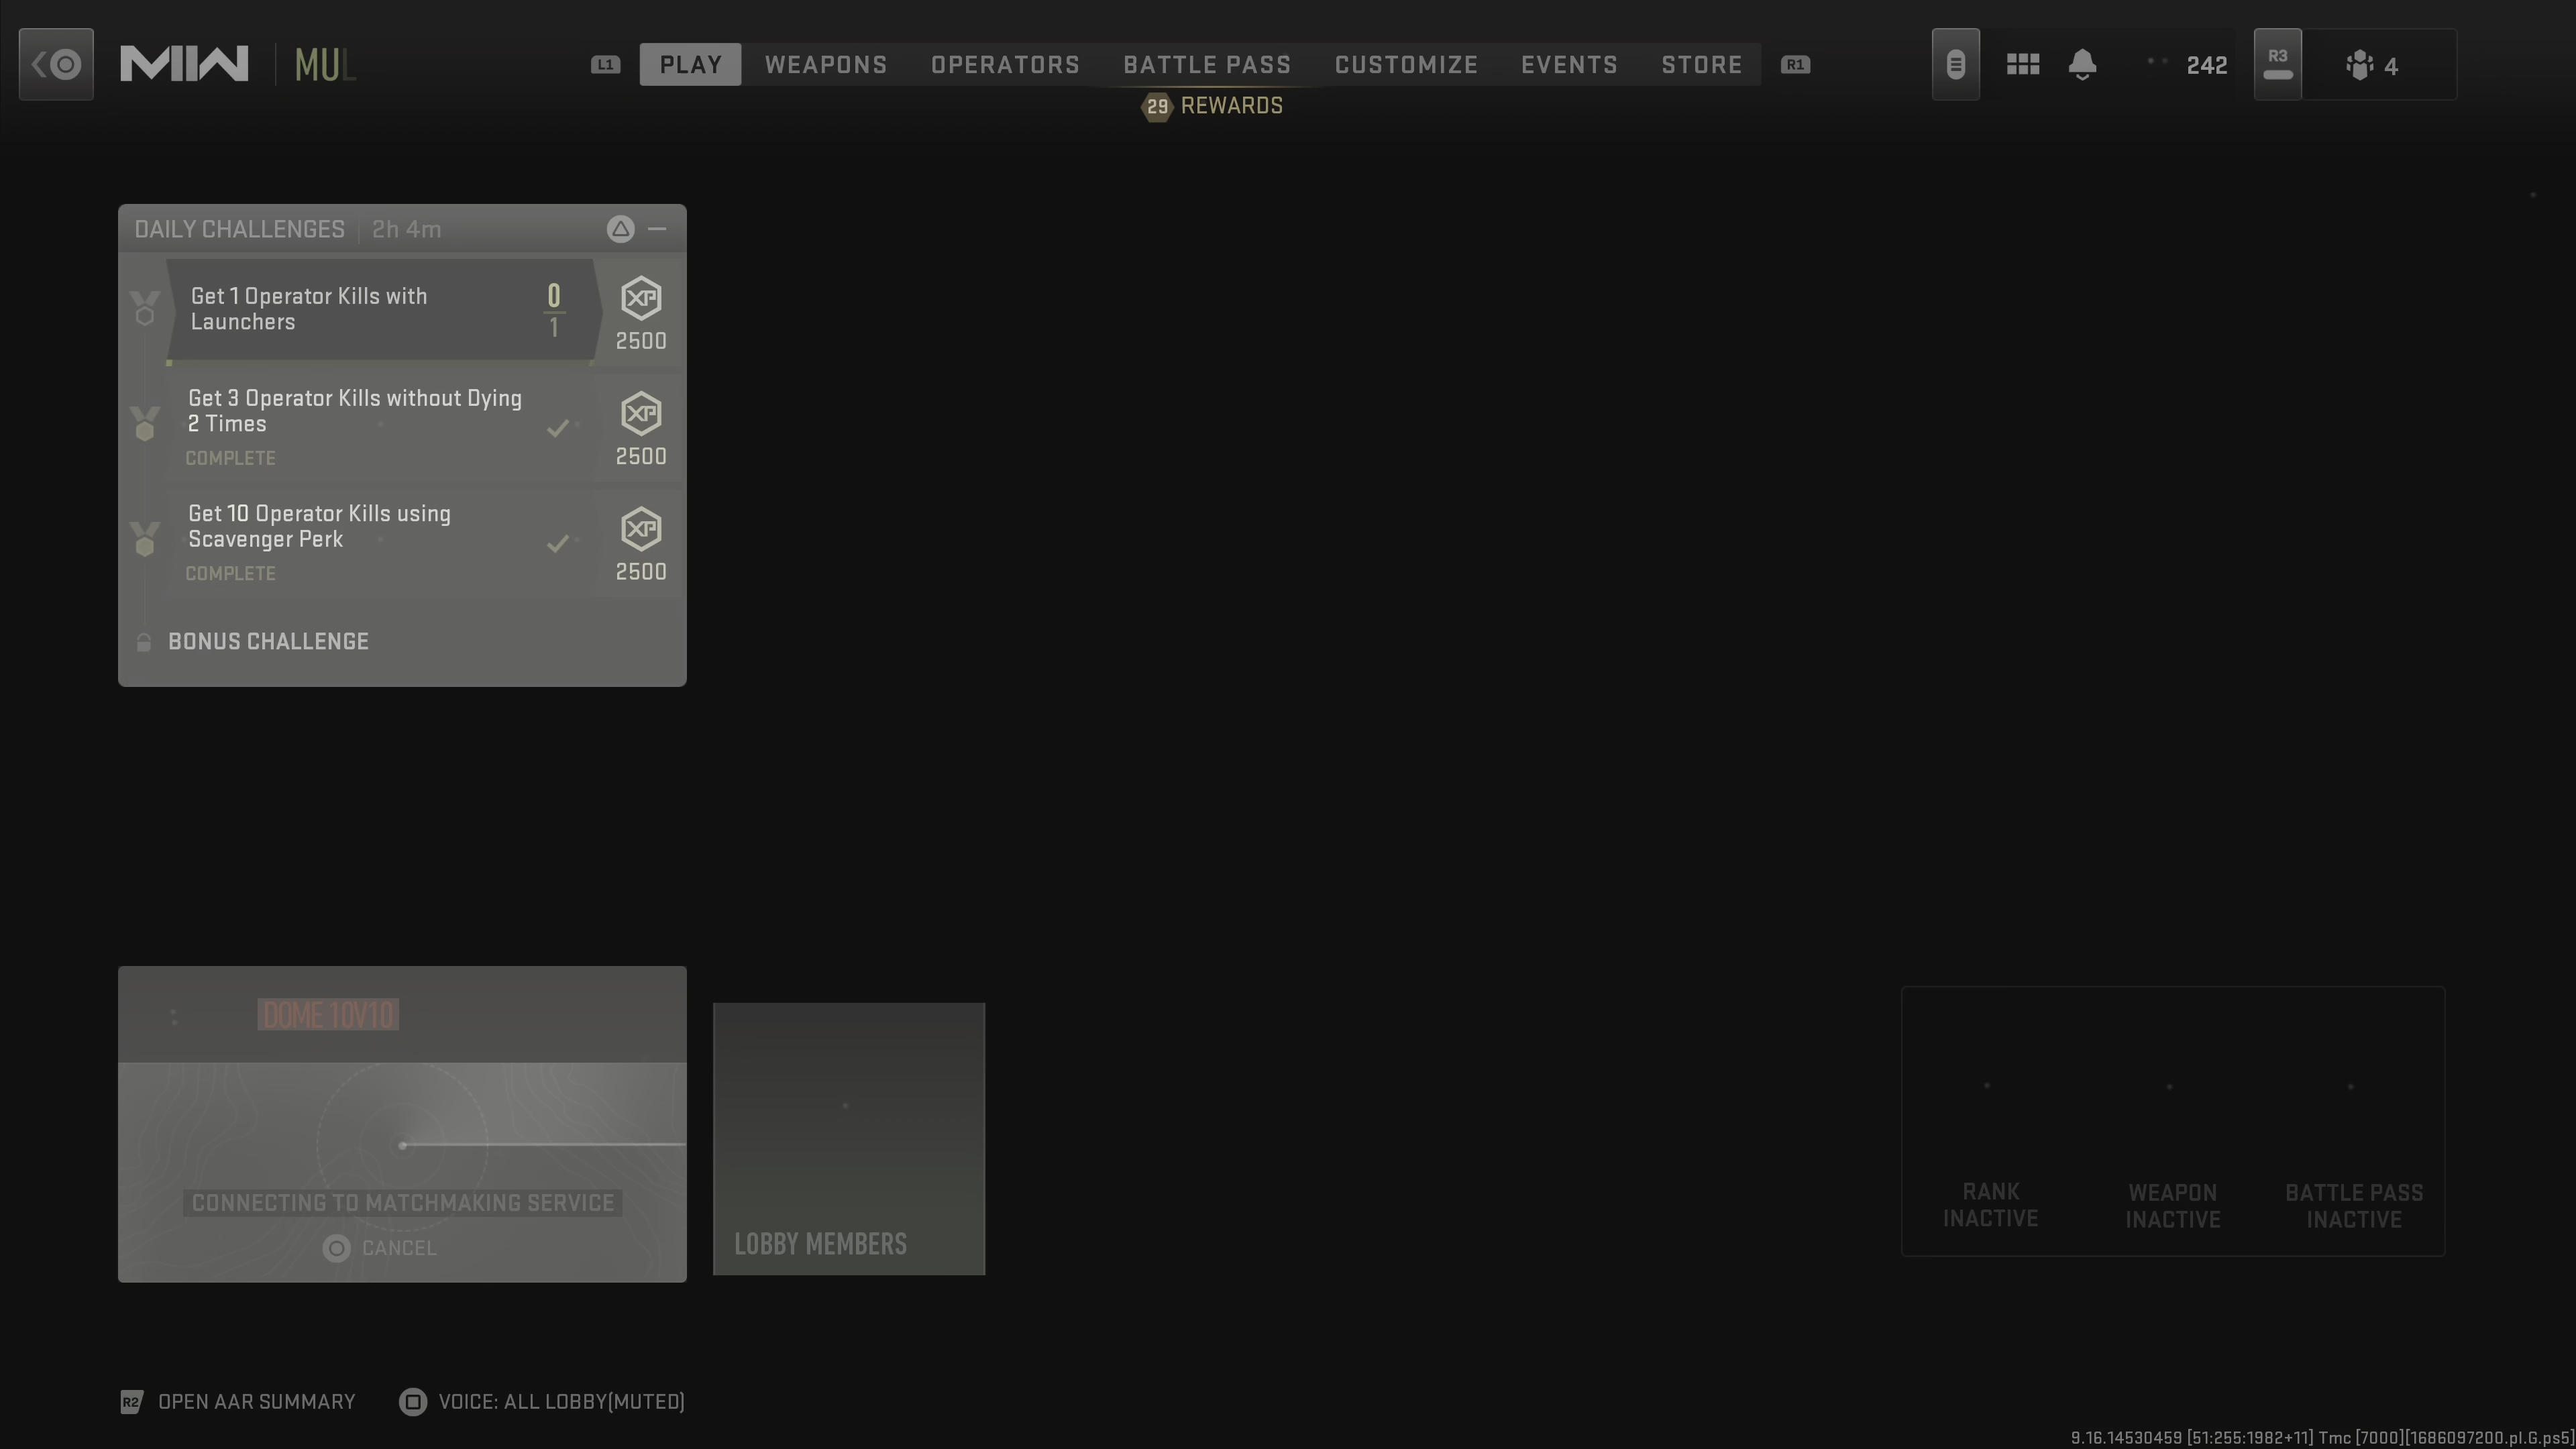 MW
MUL
L1
PLAY
WEAPONS
OPERATORS
BATTLE PASS
CUSTOMIZE
EVENTS
STORE
R1
242
R3
4
29 REWARDS
DAILY CHALLENGES
2h 4m
Get 1 Operator Kills with
Launchers
0
1
XP
2500
Get 3 Operator Kills without Dying
2 Times
COMPLETE
XP
2500
Get 10 Operator Kills using
Scavenger Perk
COMPLETE
XP
2500
BONUS CHALLENGE
:
DOME 10V10
CONNECTING TO MATCHMAKING SERVICE
CANCEL
LOBBY MEMBERS
RANK
INACTIVE
WEAPON
INACTIVE
BATTLE PASS
INACTIVE
R2 OPEN AAR SUMMARY
VOICE: ALL LOBBY(MUTED)
9.16.14530459 [51:255:1982+11] Tmc [7000][1686097200.pl.G.ps5]